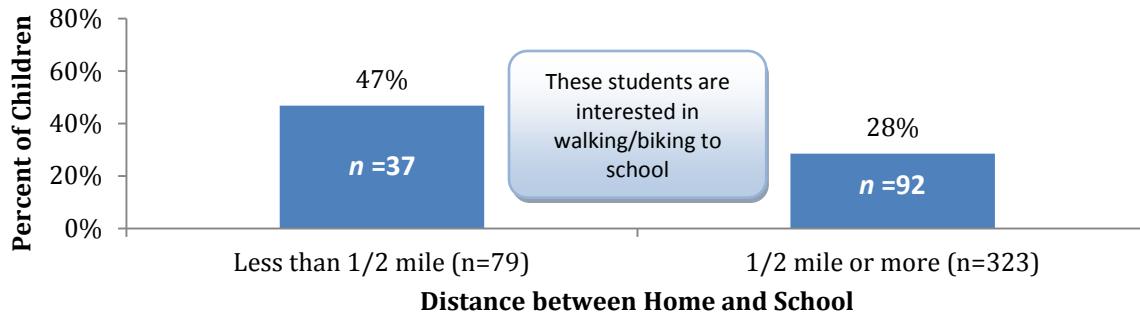 Percent of Children
80%
60%
40%
20%
0%
47%
n =37
These students are
interested in
walking/biking to
school
28%
n =92
Less than 1/2 mile (n=79)
1/2 mile or more (n=323)
Distance between Home and School